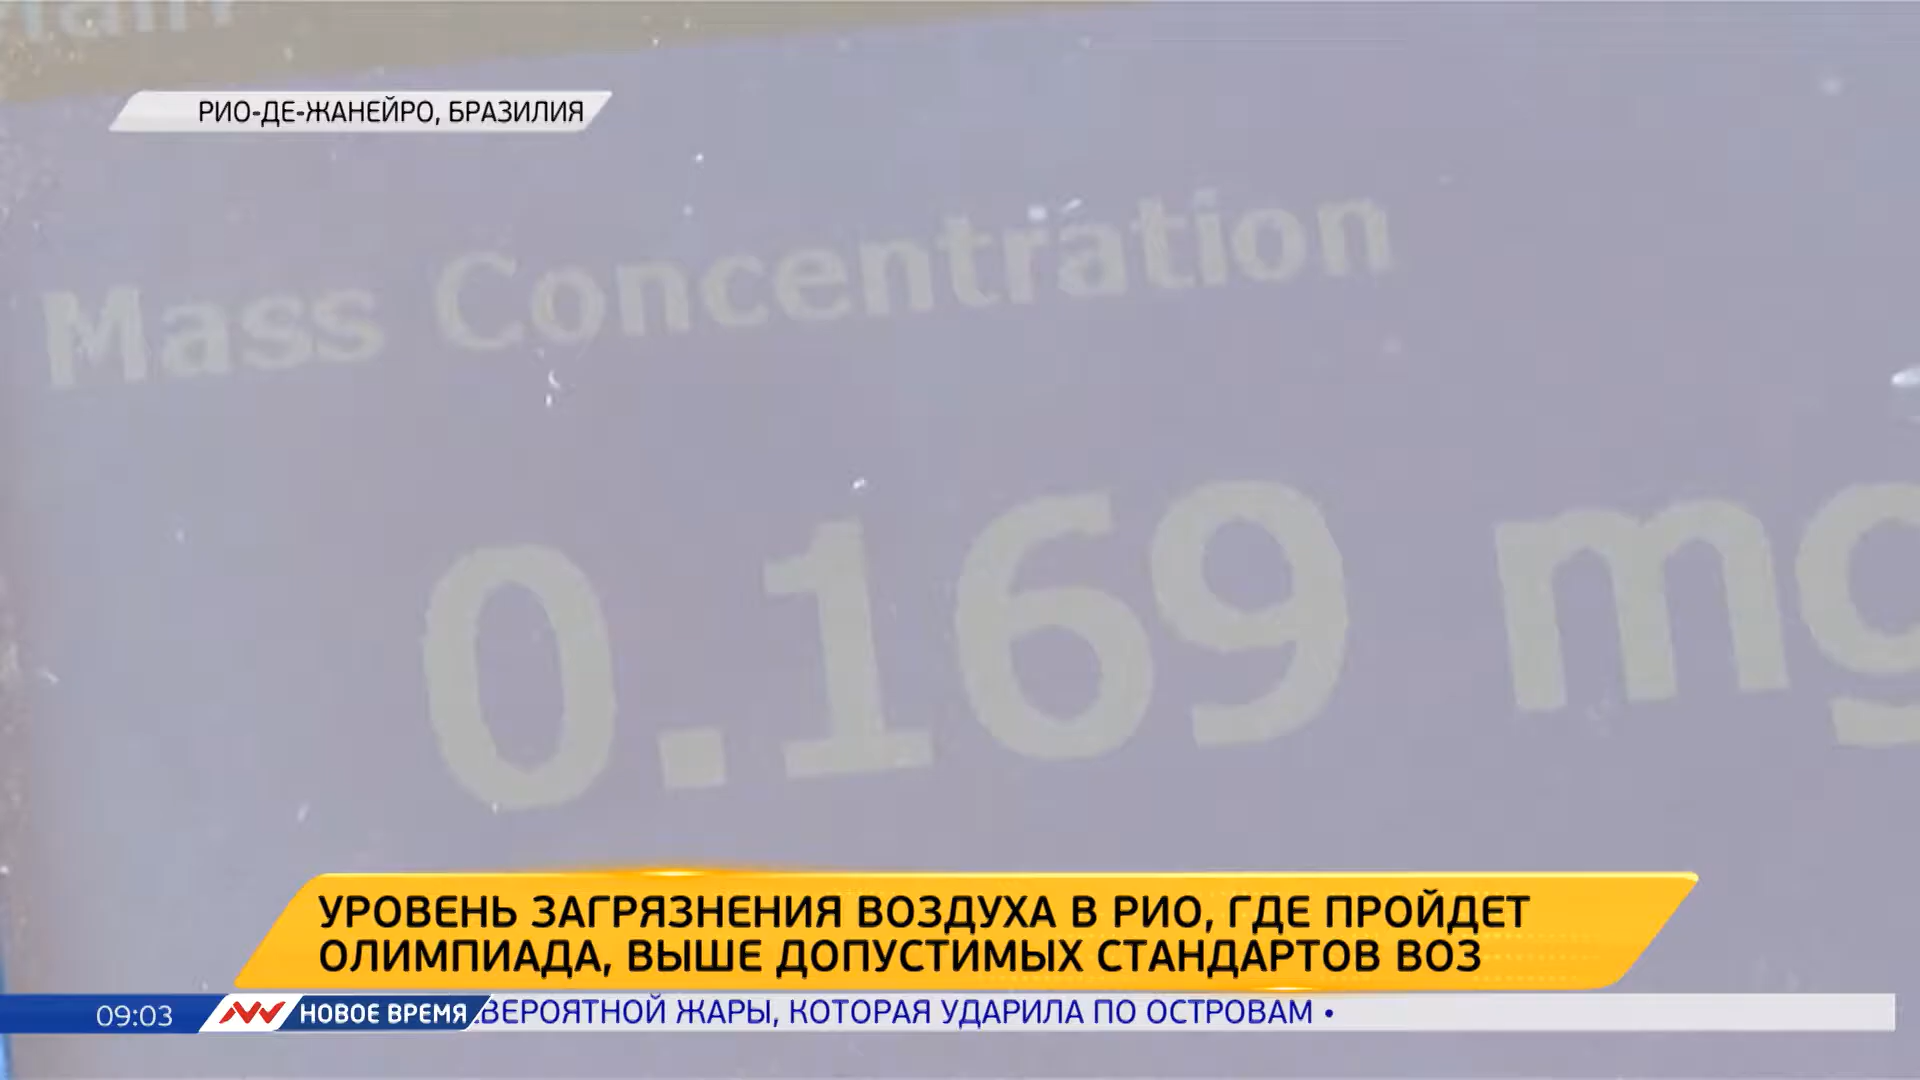 РИО-ДЕ-ЖАНЕЙРО, БРАЗИЛИЯ
Mass Concentration
0.169 mg
УРОВЕНЬ ЗАГРЯЗНЕНИЯ ВОЗДУХА В РИО, ГДЕ ПРОЙДЕТ
ОЛИМПИАДА, ВЫШЕ ДОПУСТИМЫХ СТАНДАРТОВ ВОЗ
09:03 НОВОЕ ВРЕМЯ ВЕРОЯТНОЙ ЖАРЫ, КОТОРАЯ УДАРИЛА ПО ОСТРОВАМ •